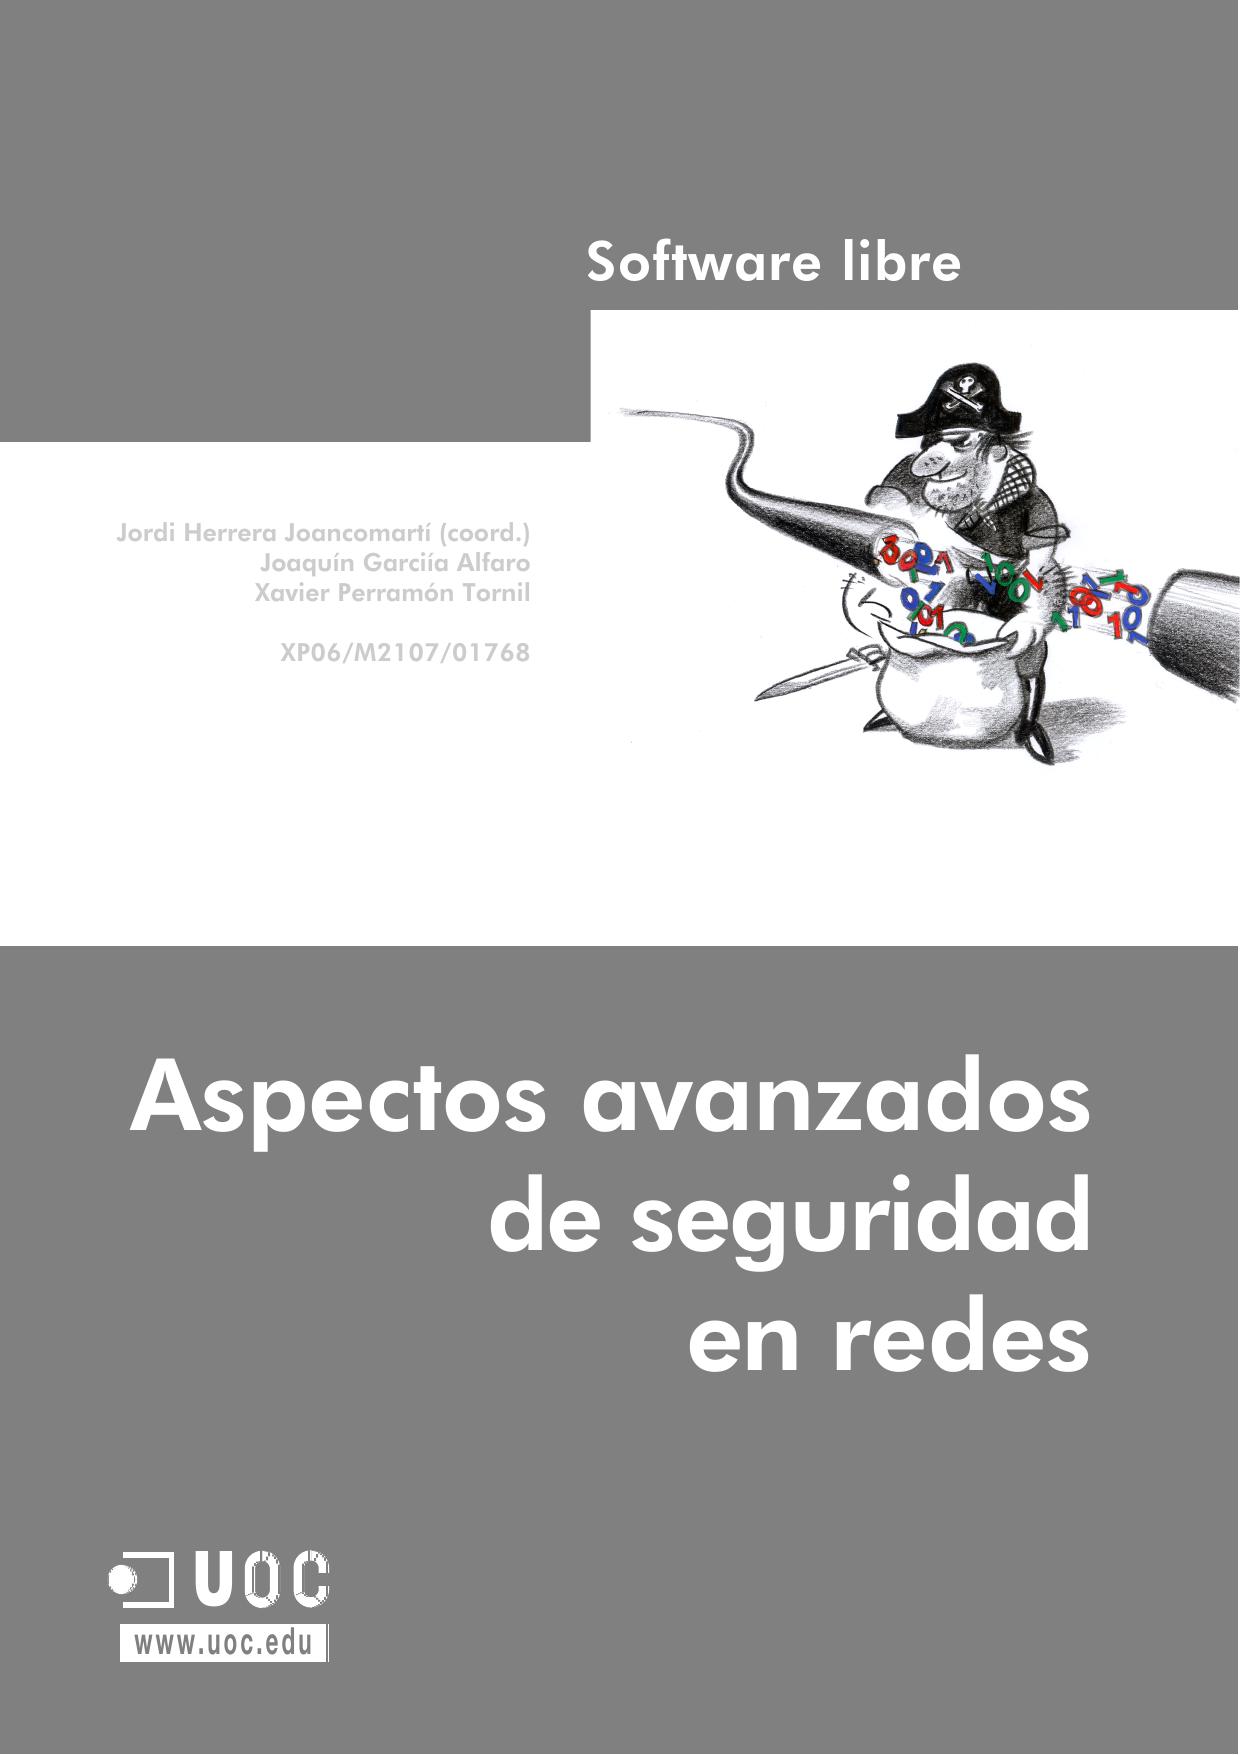 Software libre
Jordi Herrera Joancomartí (coord.)
Joaquín Garciía Alfaro
Xavier Perramón Tornil
XP06/M2107/01768
Aspectos avanzados
de seguridad
en redes
UOC
www.uoc.edu